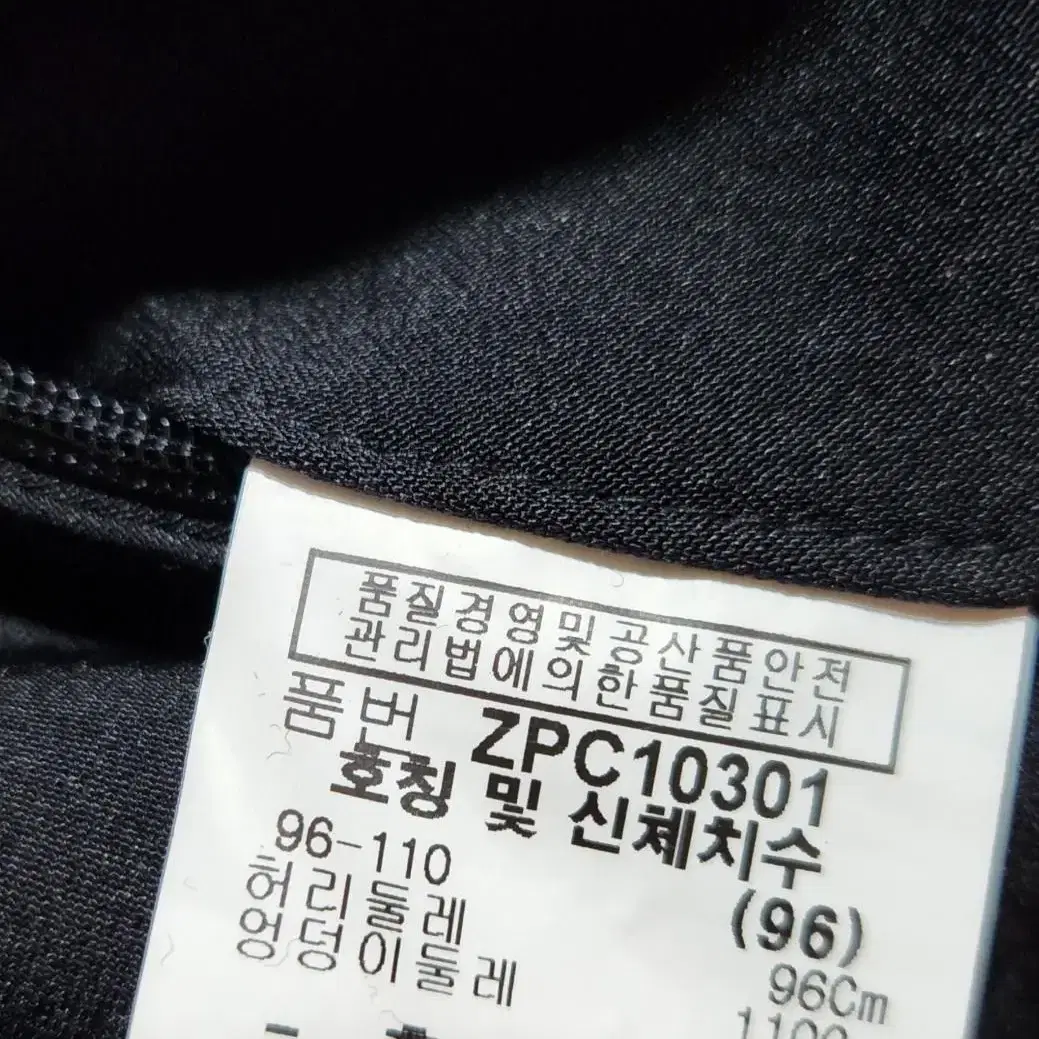 품질경영및공산품안전
관리법에의한품질표시
품번 ZPC10301
호칭 및 신체치수
(96)
96-110
허리둘레 96Cm
엉덩이둘레